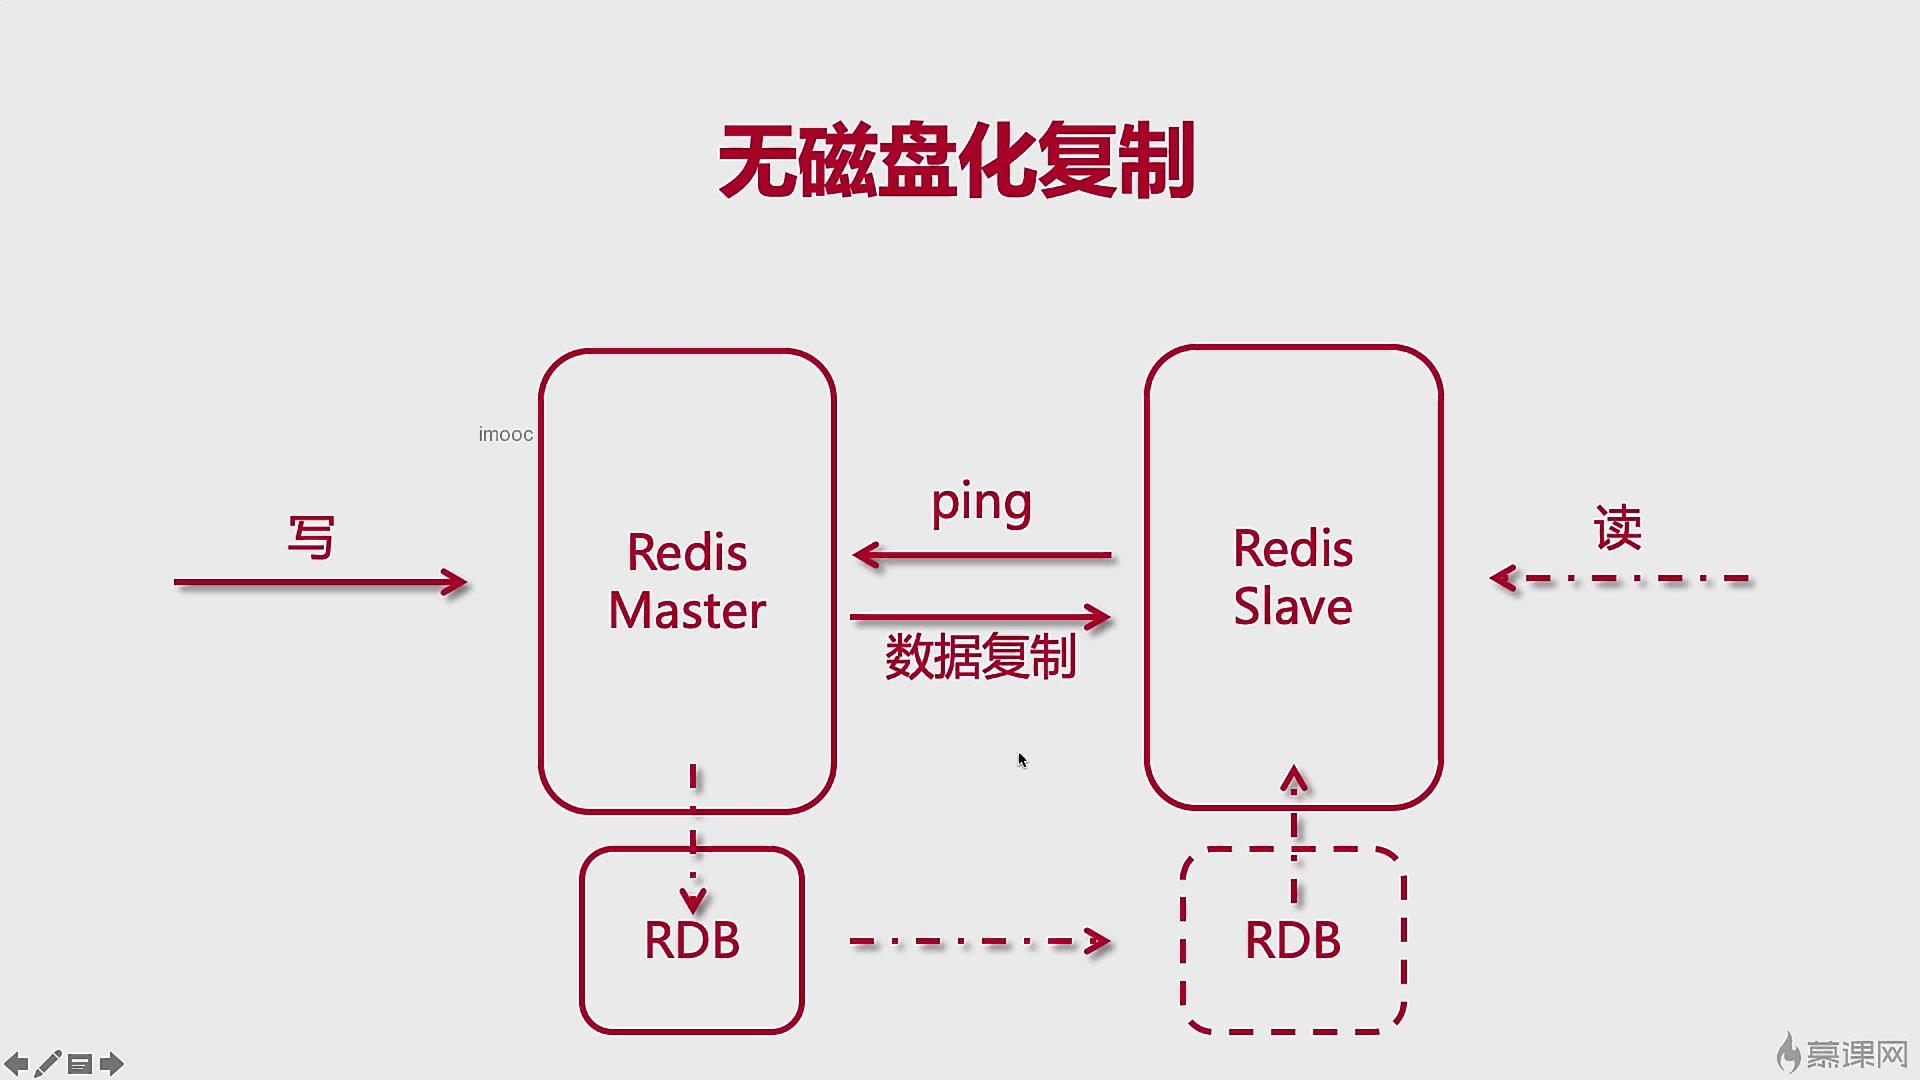 无磁盘化复制
imooc
写
Redis
Master
ping
数据复制
Redis
Slave
读
RDB
RDB
慕课网